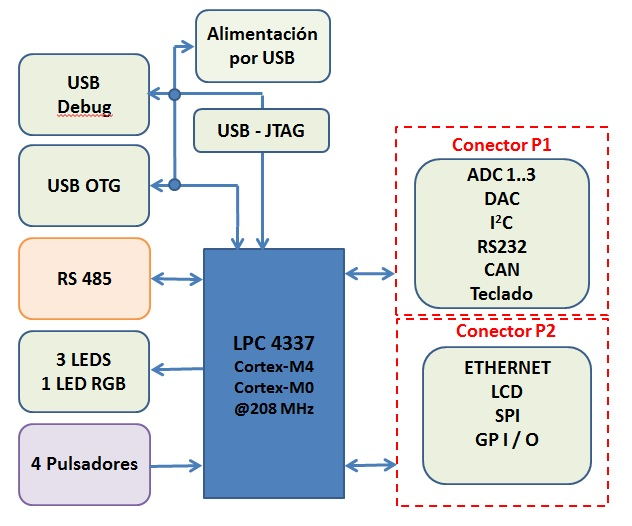 Alimentación
por USB
USB
Debug
USB - JTAG
USB OTG
RS 485
3 LEDS
1 LED RGB
4 Pulsadores
LPC 4337
Cortex-M4
Cortex-M0
@208 MHz
Conector P1
ADC 1..3
DAC
I²C
RS232
CAN
Teclado
Conector P2
ETHERNET
LCD
SPI
GP I / O